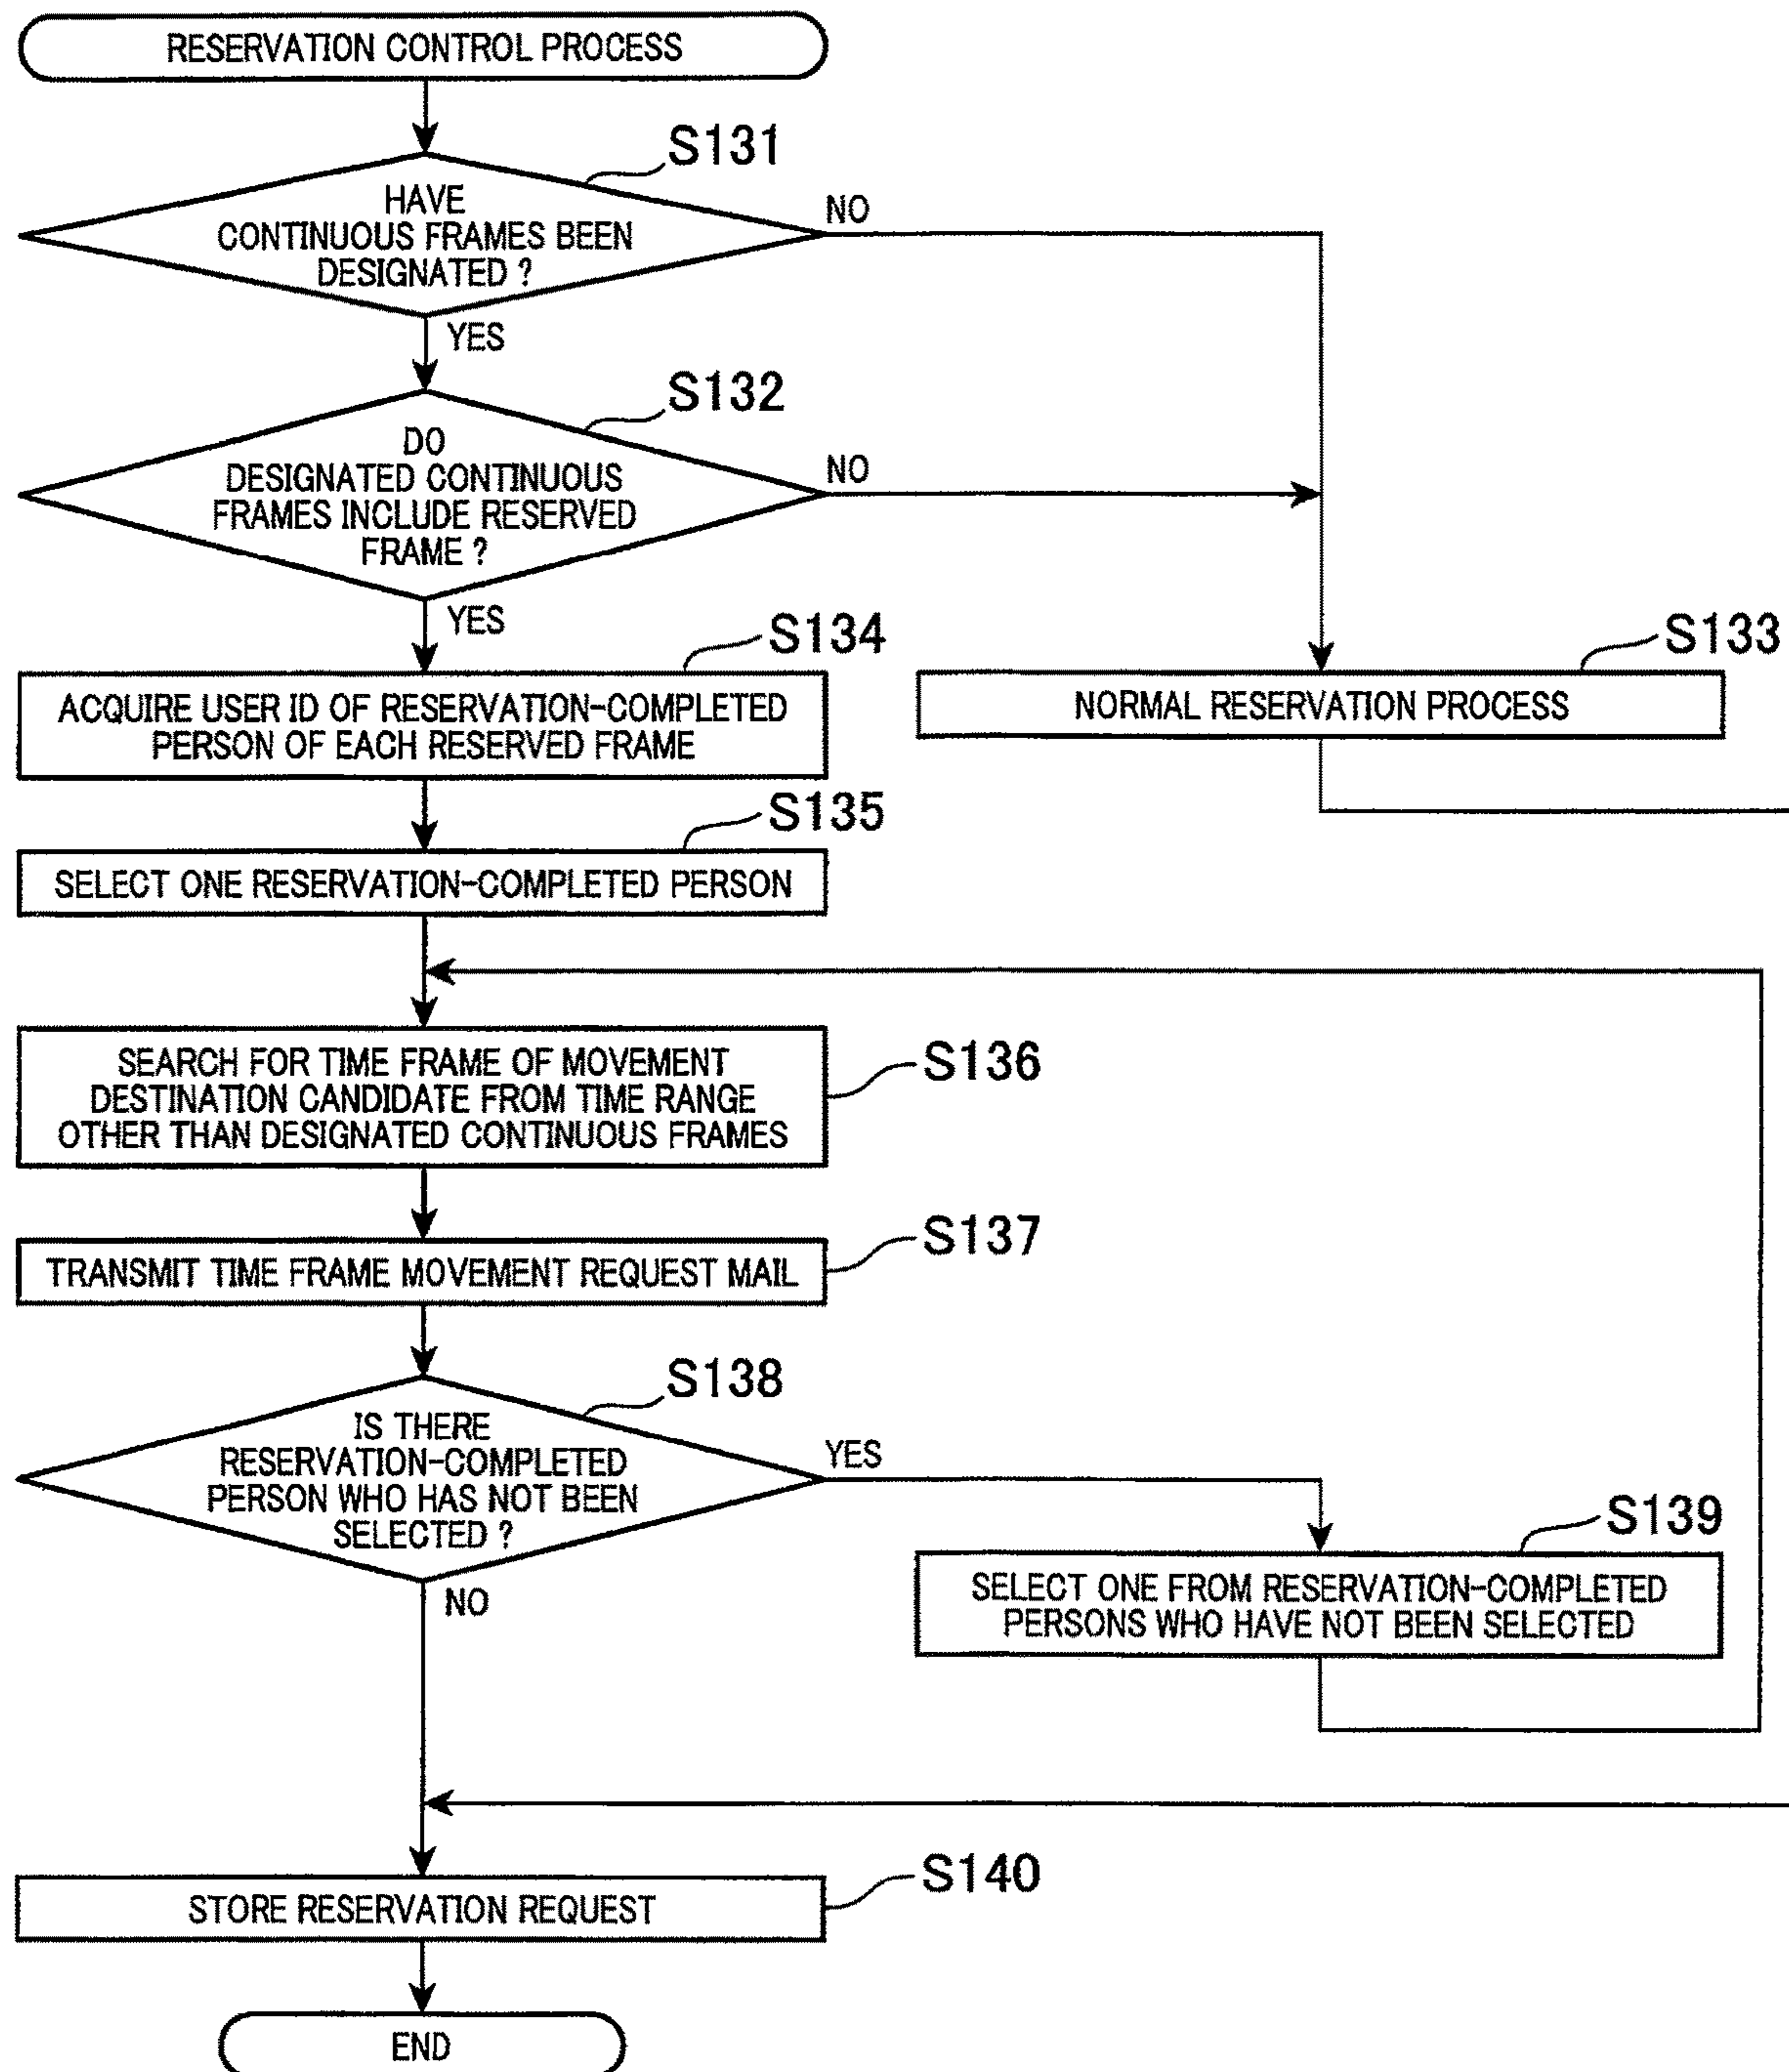 RESERVATION CONTROL PROCESS
S131
HAVE
CONTINUOUS FRAMES BEEN
DESIGNATED ?
NO
YES
S132
DO
DESIGNATED CONTINUOUS
FRAMES INCLUDE RESERVED
FRAME ?
NO
YES
S134
ACQUIRE USER ID OF RESERVATION-COMPLETED
PERSON OF EACH RESERVED FRAME
S133
NORMAL RESERVATION PROCESS
S135
SELECT ONE RESERVATION-COMPLETED PERSON
S136
SEARCH FOR TIME FRAME OF MOVEMENT
DESTINATION CANDIDATE FROM TIME RANGE
OTHER THAN DESIGNATED CONTINUOUS FRAMES
S137
TRANSMIT TIME FRAME MOVEMENT REQUEST MAIL
S138
IS THERE
RESERVATION-COMPLETED
PERSON WHO HAS NOT BEEN
SELECTED ?
YES
NO
S139
SELECT ONE FROM RESERVATION-COMPLETED
PERSONS WHO HAVE NOT BEEN SELECTED
S140
STORE RESERVATION REQUEST
END